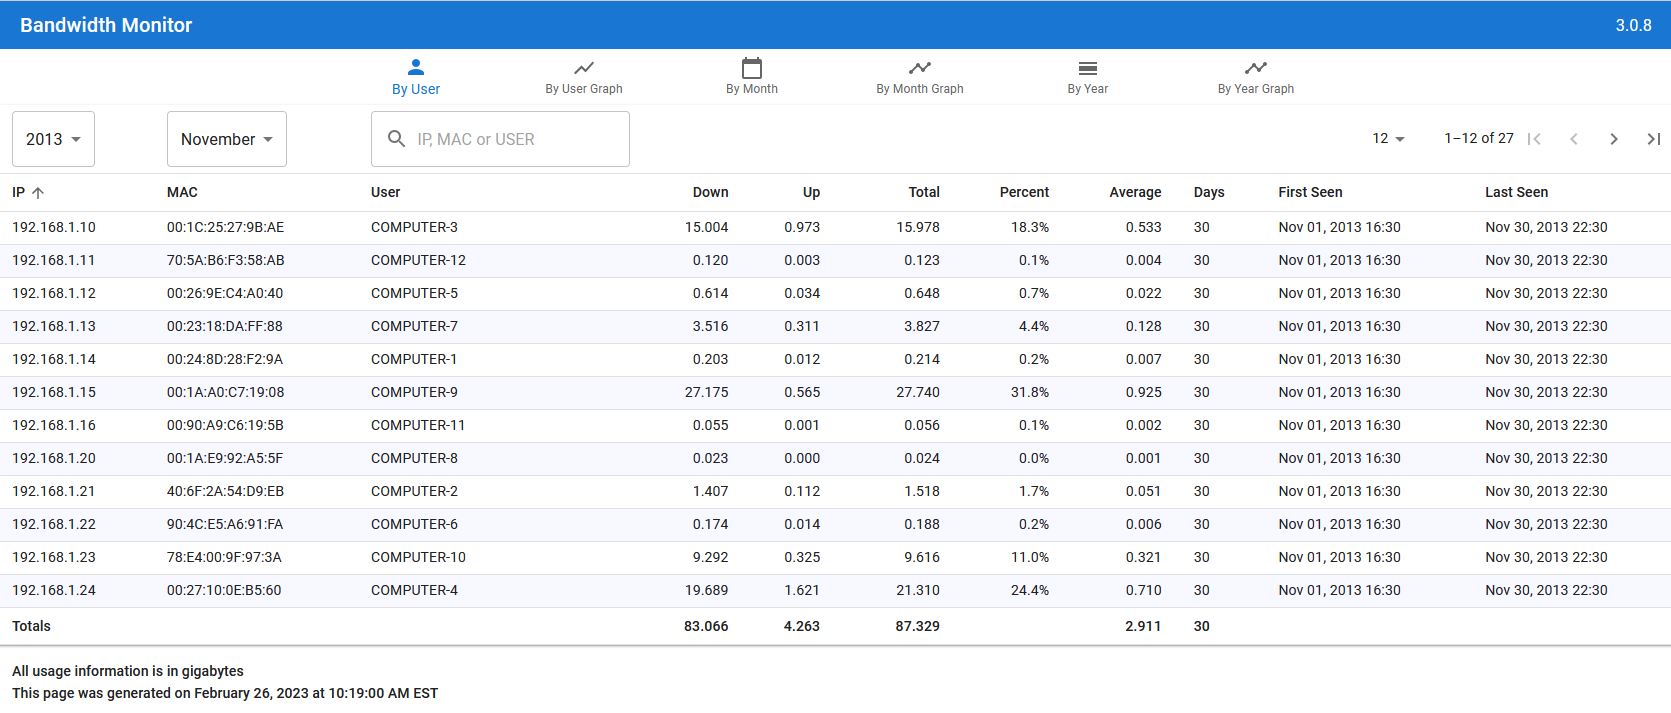 Bandwidth Monitor 3.0.8
By User By User Graph By Month By Month Graph By Year By Year Graph
2013 November IP, MAC or USER 12 1–12 of 27
IP MAC User Down Up Total Percent Average Days First Seen Last Seen
192.168.1.10 00:1C:25:27:9B:AE COMPUTER-3 15.004 0.973 15.978 18.3% 0.533 30 Nov 01, 2013 16:30 Nov 30, 2013 22:30
192.168.1.11 70:5A:B6:F3:58:AB COMPUTER-12 0.120 0.003 0.123 0.1% 0.004 30 Nov 01, 2013 16:30 Nov 30, 2013 22:30
192.168.1.12 00:26:9E:C4:A0:40 COMPUTER-5 0.614 0.034 0.648 0.7% 0.022 30 Nov 01, 2013 16:30 Nov 30, 2013 22:30
192.168.1.13 00:23:18:DA:FF:88 COMPUTER-7 3.516 0.311 3.827 4.4% 0.128 30 Nov 01, 2013 16:30 Nov 30, 2013 22:30
192.168.1.14 00:24:8D:28:F2:9A COMPUTER-1 0.203 0.012 0.214 0.2% 0.007 30 Nov 01, 2013 16:30 Nov 30, 2013 22:30
192.168.1.15 00:1A:A0:C7:19:08 COMPUTER-9 27.175 0.565 27.740 31.8% 0.925 30 Nov 01, 2013 16:30 Nov 30, 2013 22:30
192.168.1.16 00:90:A9:C6:19:5B COMPUTER-11 0.055 0.001 0.056 0.1% 0.002 30 Nov 01, 2013 16:30 Nov 30, 2013 22:30
192.168.1.20 00:1A:E9:92:A5:5F COMPUTER-8 0.023 0.000 0.024 0.0% 0.001 30 Nov 01, 2013 16:30 Nov 30, 2013 22:30
192.168.1.21 40:6F:2A:54:D9:EB COMPUTER-2 1.407 0.112 1.518 1.7% 0.051 30 Nov 01, 2013 16:30 Nov 30, 2013 22:30
192.168.1.22 90:4C:E5:A6:91:FA COMPUTER-6 0.174 0.014 0.188 0.2% 0.006 30 Nov 01, 2013 16:30 Nov 30, 2013 22:30
192.168.1.23 78:E4:00:9F:97:3A COMPUTER-10 9.292 0.325 9.616 11.0% 0.321 30 Nov 01, 2013 16:30 Nov 30, 2013 22:30
192.168.1.24 00:27:10:0E:B5:60 COMPUTER-4 19.689 1.621 21.310 24.4% 0.710 30 Nov 01, 2013 16:30 Nov 30, 2013 22:30
Totals 83.066 4.263 87.329 2.911 30
All usage information is in gigabytes
This page was generated on February 26, 2023 at 10:19:00 AM EST